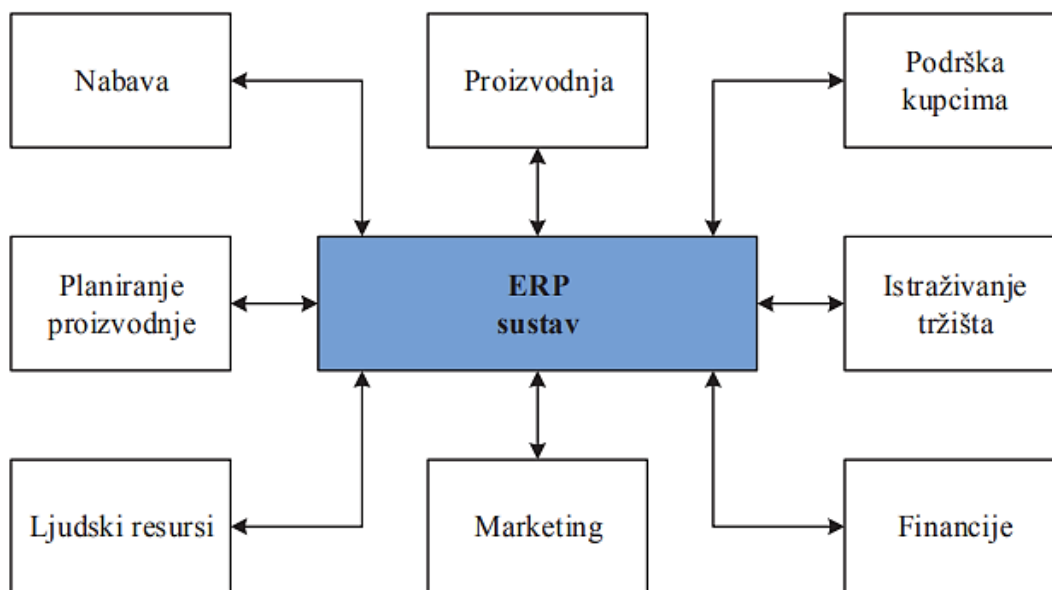 Nabava
Proizvodnja
Podrška
kupcima
Planiranje
proizvodnje
ERP
sustav
Istraživanje
tržišta
Ljudski resursi
Marketing
Financije